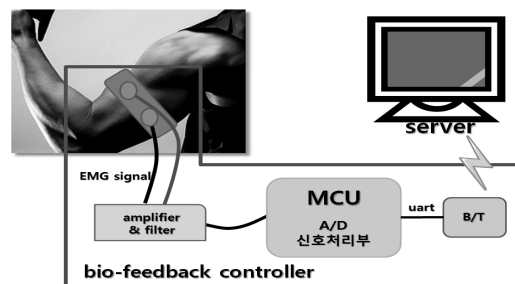 server
EMG signal
amplifier
& filter
MCU
A/D
신호처리부
uart
B/T
bio-feedback controller